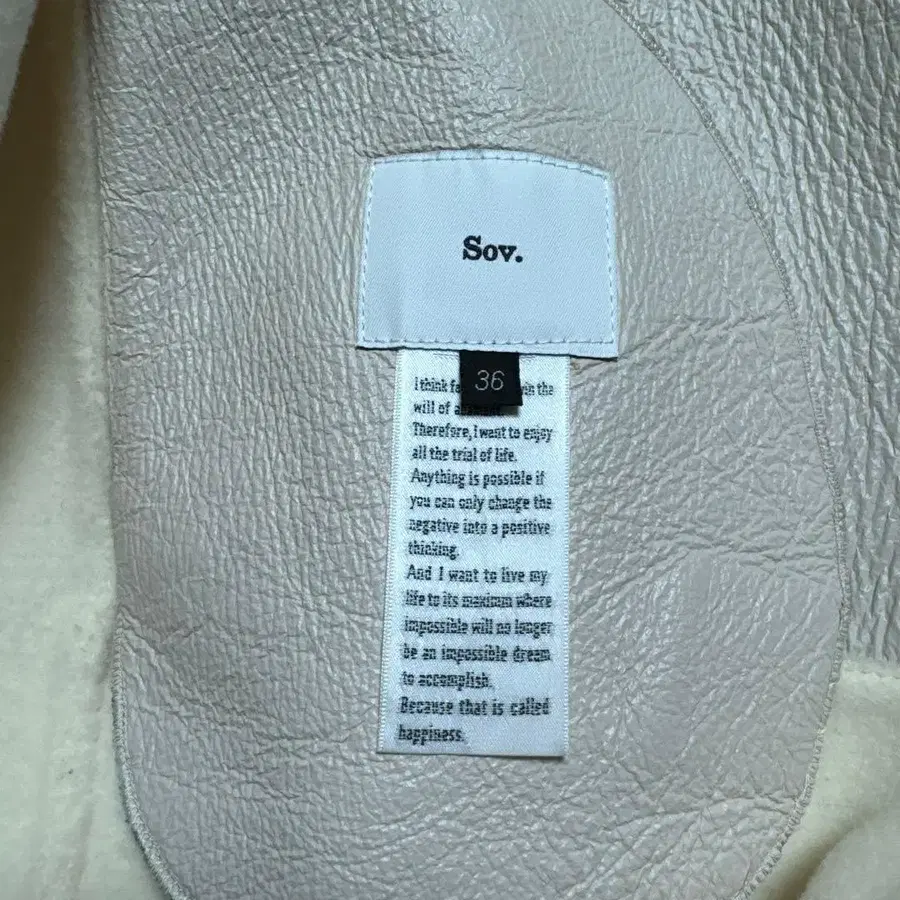 Sov.
36
I think in the
will of
Therefore, I want to enjoy
all the trial of life.
Anything is possible if
you can only change the
negative into a positive
thinking.
And I want to live my
life to its maximum where
impossible will no longer
be an impossible dream
to accomplish.
Because that is called
happiness.